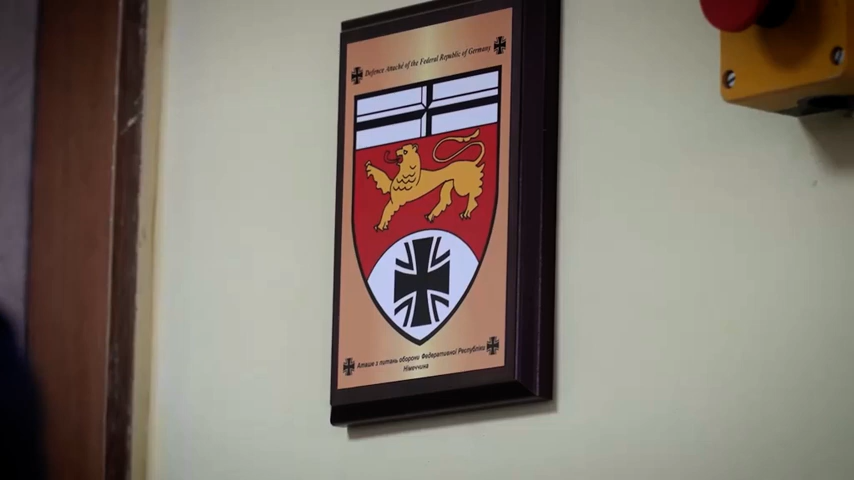 Defence Attaché of the Federal Republic of Germany
Аташе з питань оборони Федеративної Республіки
Німеччина